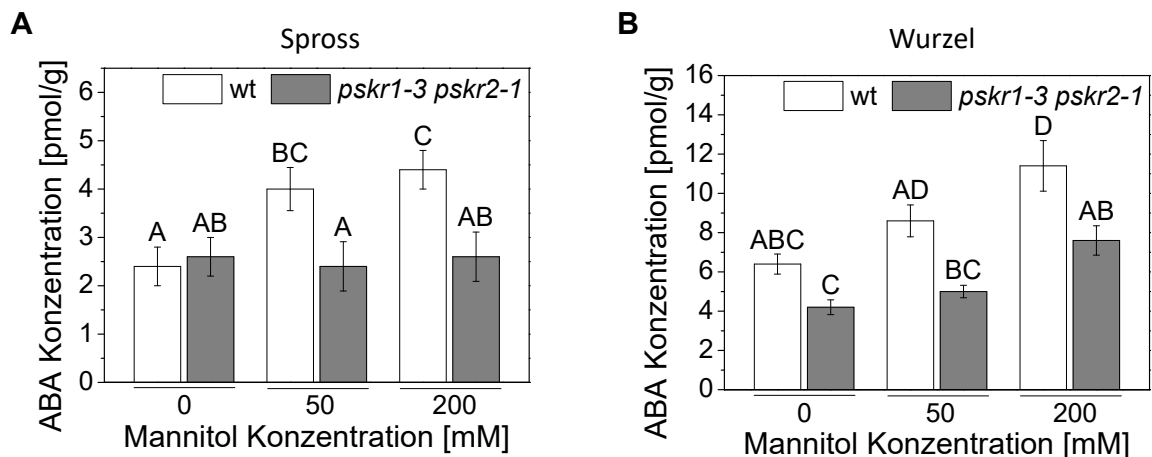 A
Spross
wt pskr1-3 pskr2-1
ABA Konzentration [pmol/g]
6
5
4
3
2
1
0
A AB BC A C AB
0 50 200
Mannitol Konzentration [mM]
B
Wurzel
wt pskr1-3 pskr2-1
ABA Konzentration [pmol/g]
16
14
12
10
8
6
4
2
0
ABC C AD BC D AB
0 50 200
Mannitol Konzentration [mM]